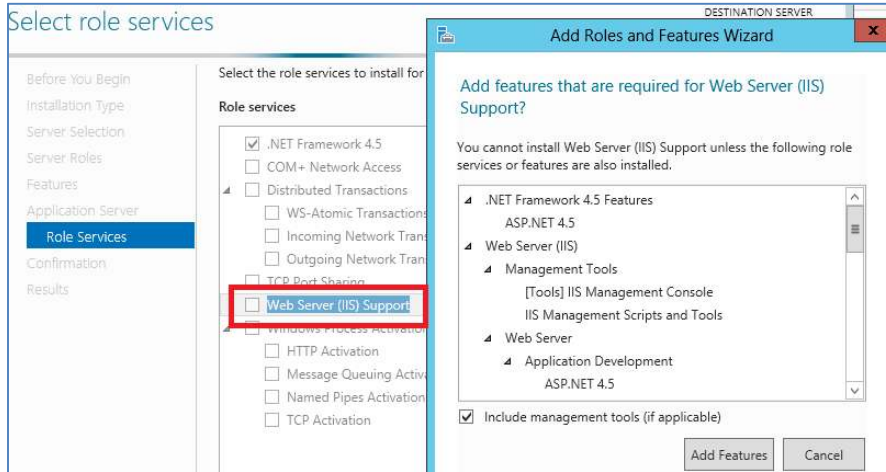 Select role services
DESTINATION SERVER
Before You Begin
Installation Type
Server Selection
Server Roles
Features
Application Server
Role Services
Confirmation
Results
Select the role services to install for
Role services
.NET Framework 4.5
COM+ Network Access
Distributed Transactions
WS-Atomic Transactions
Incoming Network Tran
Outgoing Network Tran
TCP Port Sharing
Web Server (IIS) Support
Windows Process Activation
HTTP Activation
Message Queuing Activa
Named Pipes Activation
TCP Activation
Add Roles and Features Wizard
x
Add features that are required for Web Server (IIS)
Support?
You cannot install Web Server (IIS) Support unless the following role
services or features are also installed.
.NET Framework 4.5 Features
ASP.NET 4.5
Web Server (IIS)
Management Tools
[Tools] IIS Management Console
IIS Management Scripts and Tools
Web Server
Application Development
ASP.NET 4.5
Include management tools (if applicable)
Add Features
Cancel